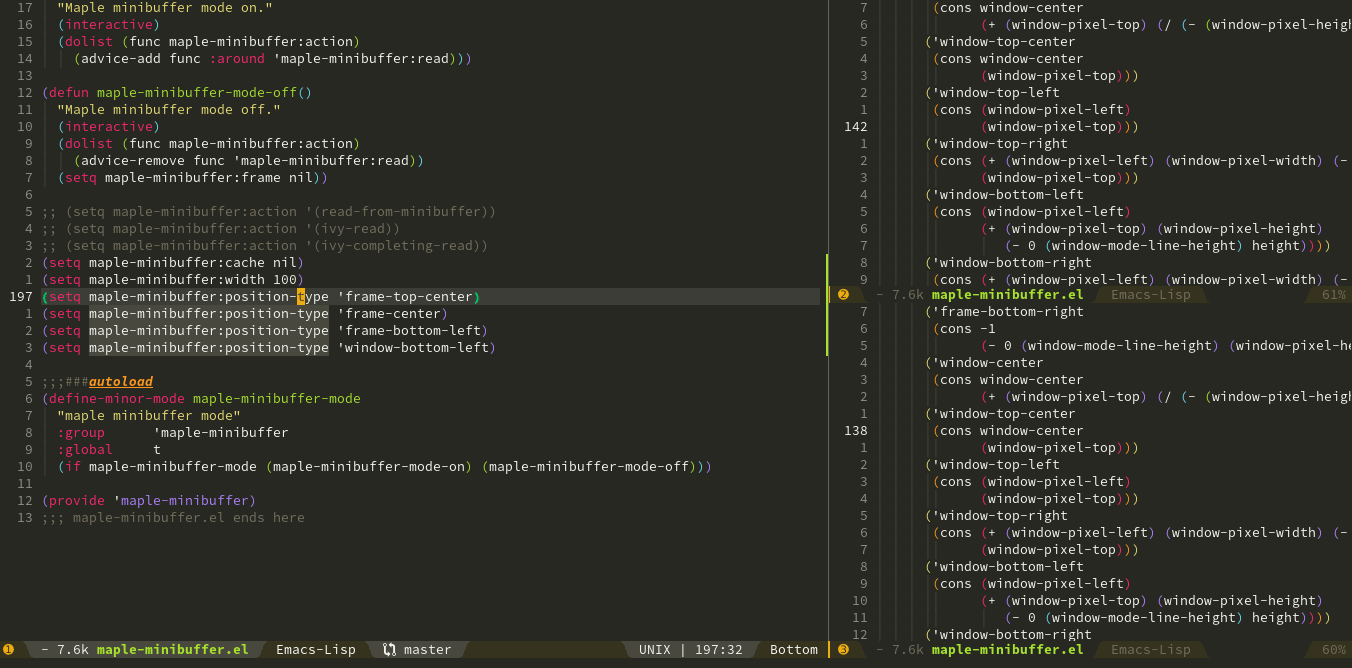 17 "Maple minibuffer mode on."
16 (interactive)
15 (dolist (func maple-minibuffer:action)
14 (advice-add func :around 'maple-minibuffer:read)))
13
12 (defun maple-minibuffer-mode-off()
11 "Maple minibuffer mode off."
10 (interactive)
9 (dolist (func maple-minibuffer:action)
8 (advice-remove func 'maple-minibuffer:read))
7 (setq maple-minibuffer:frame nil))
6
5 ;; (setq maple-minibuffer:action '(read-from-minibuffer))
4 ;; (setq maple-minibuffer:action '(ivy-read))
3 ;; (setq maple-minibuffer:action '(ivy-completing-read))
2 (setq maple-minibuffer:cache nil)
1 (setq maple-minibuffer:width 100)
197 (setq maple-minibuffer:position-type 'frame-top-center)
1 (setq maple-minibuffer:position-type 'frame-center)
2 (setq maple-minibuffer:position-type 'frame-bottom-left)
3 (setq maple-minibuffer:position-type 'window-bottom-left)
4
5 ;;;###autoload
6 (define-minor-mode maple-minibuffer-mode
7 "maple minibuffer mode"
8 :group 'maple-minibuffer
9 :global t
10 (if maple-minibuffer-mode (maple-minibuffer-mode-on) (maple-minibuffer-mode-off)))
11
12 (provide 'maple-minibuffer)
13 ;;; maple-minibuffer.el ends here
1 - 7.6k maple-minibuffer.el Emacs-Lisp master UNIX | 197:32 Bottom
7 (cons window-center
6 (+ (window-pixel-top) (/ (- (window-pixel-heigh
5 ('window-top-center
4 (cons window-center
3 (window-pixel-top)))
2 ('window-top-left
1 (cons (window-pixel-left)
142 (window-pixel-top)))
1 ('window-top-right
2 (cons (+ (window-pixel-left) (window-pixel-width) (-
3 (window-pixel-top)))
4 ('window-bottom-left
5 (cons (window-pixel-left)
6 (+ (window-pixel-top) (window-pixel-height)
7 (- 0 (window-mode-line-height) height))))
8 ('window-bottom-right
9 (cons (+ (window-pixel-left) (window-pixel-width) (-
2 - 7.6k maple-minibuffer.el Emacs-Lisp 61%
7 ('frame-bottom-right
6 (cons -1
5 (- 0 (window-mode-line-height) (window-pixel-he
4 ('window-center
3 (cons window-center
2 (+ (window-pixel-top) (/ (- (window-pixel-heigh
1 ('window-top-center
138 (cons window-center
1 (window-pixel-top)))
2 ('window-top-left
3 (cons (window-pixel-left)
4 (window-pixel-top)))
5 ('window-top-right
6 (cons (+ (window-pixel-left) (window-pixel-width) (-
7 (window-pixel-top)))
8 ('window-bottom-left
9 (cons (window-pixel-left)
10 (+ (window-pixel-top) (window-pixel-height)
11 (- 0 (window-mode-line-height) height))))
12 ('window-bottom-right
3 - 7.6k maple-minibuffer.el Emacs-Lisp 60%